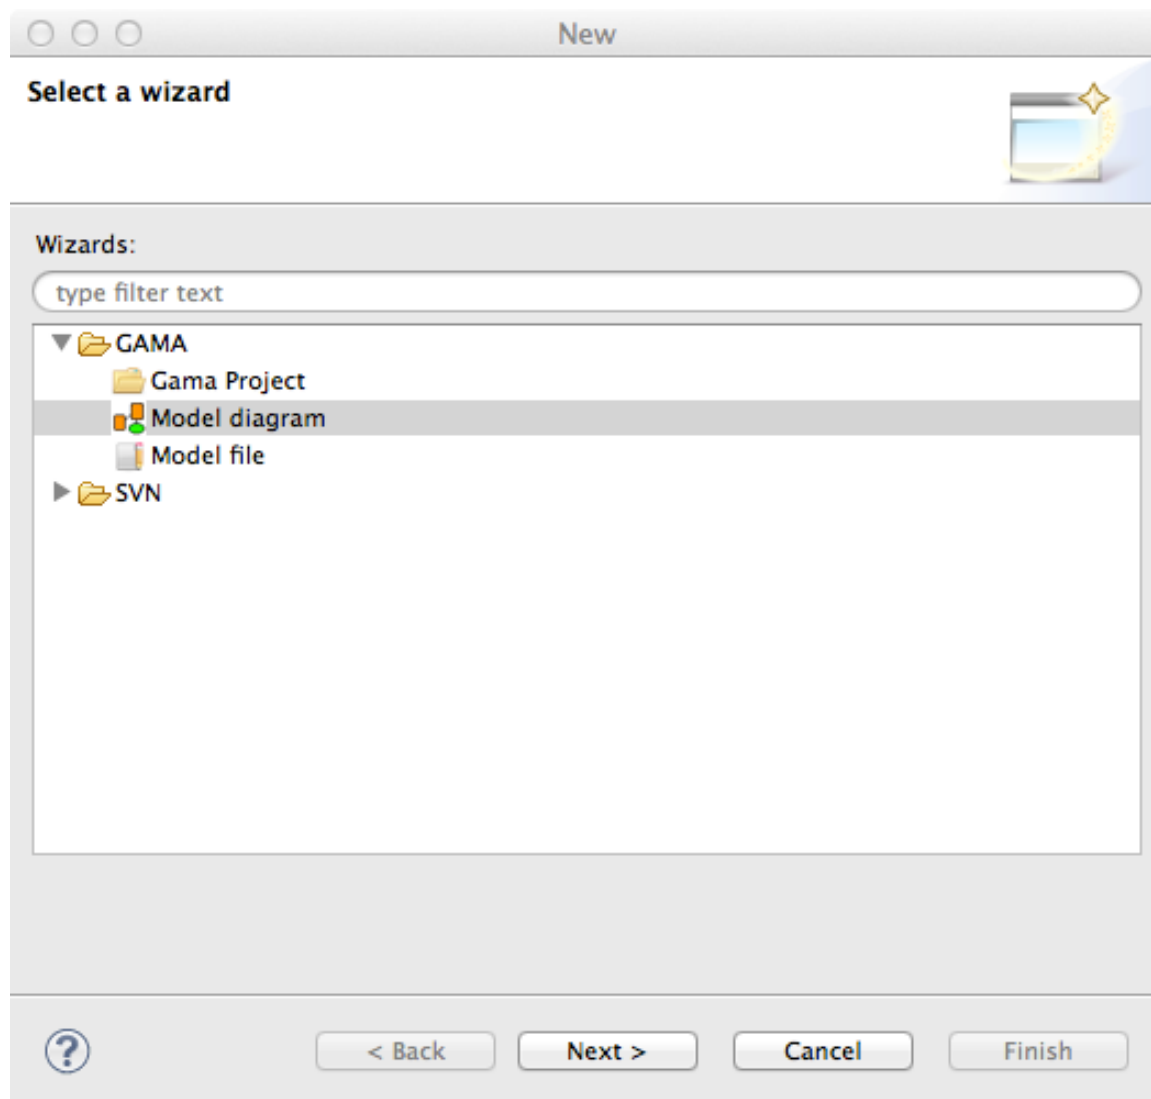 New
Select a wizard
Wizards:
type filter text
GAMA
Gama Project
Model diagram
Model file
SVN
? < Back Next > Cancel Finish